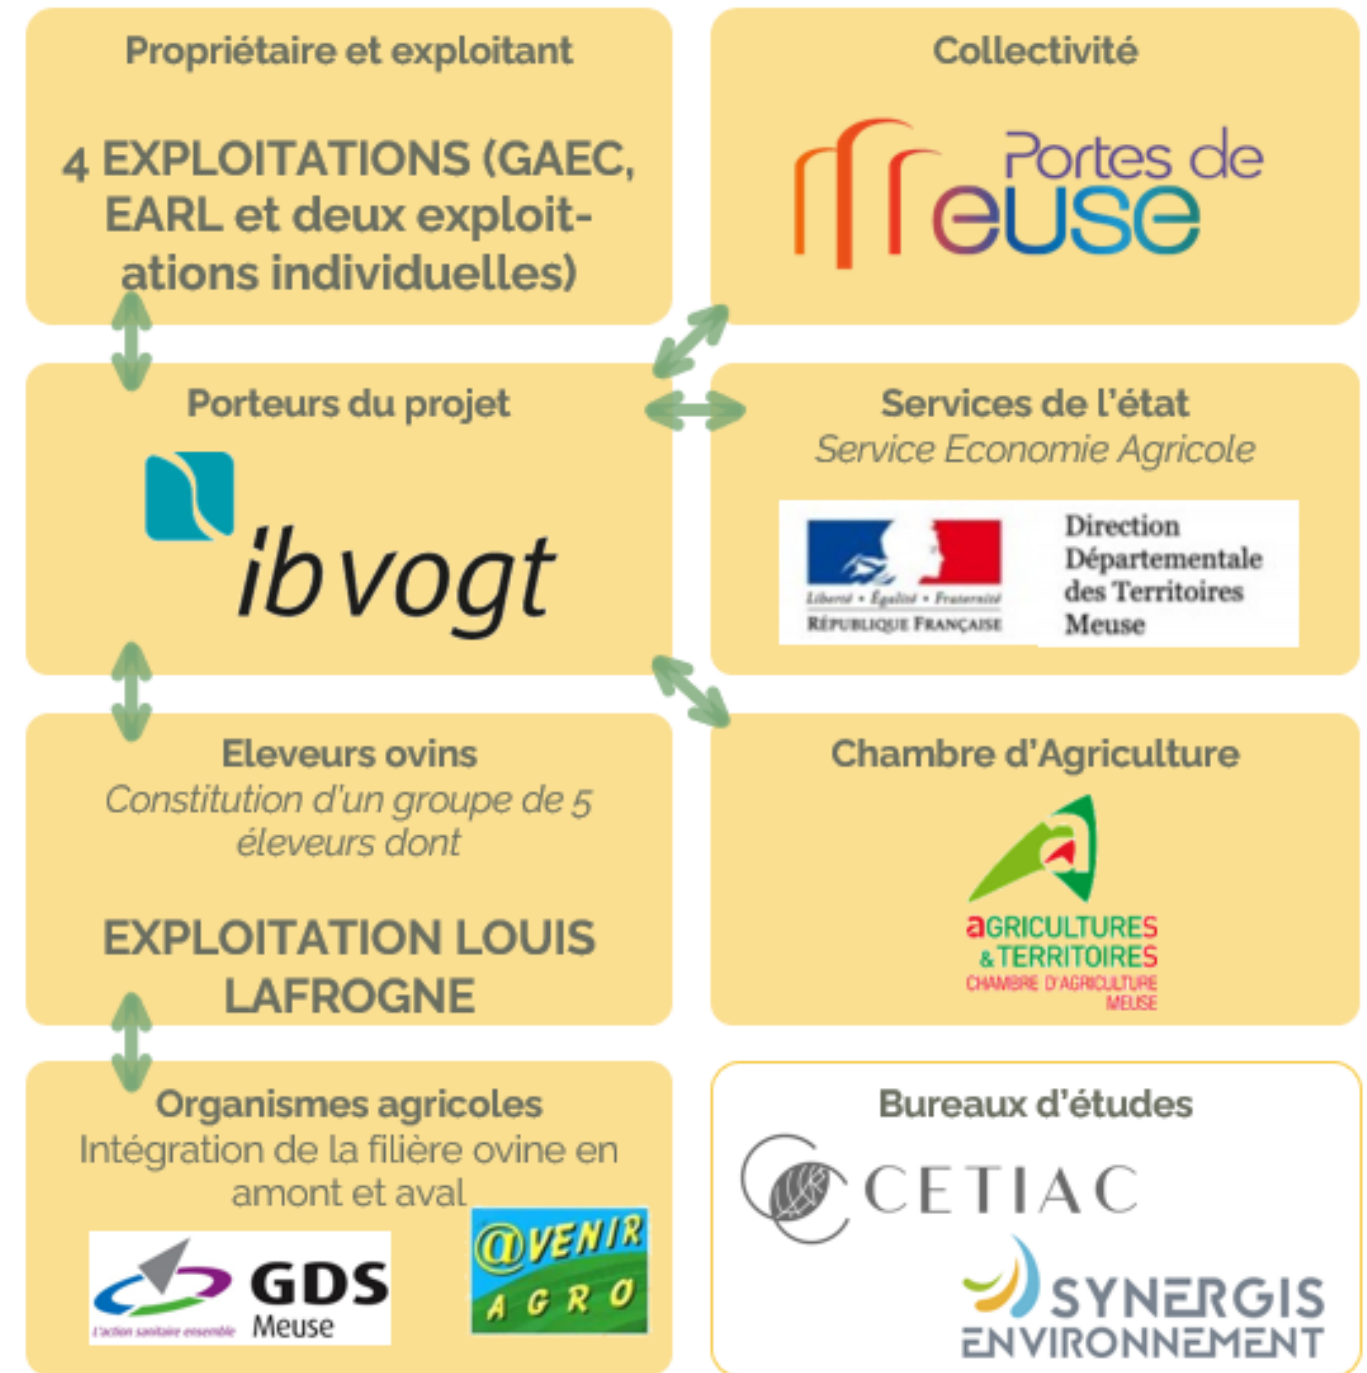 Propriétaire et exploitant
4 EXPLOITATIONS (GAEC,
EARL et deux exploit-
ations individuelles)
Collectivité
Portes de
Meuse
Porteurs du projet
ib vogt
Services de l'état
Service Economie Agricole
Liberté • Égalité • Fraternité
RÉPUBLIQUE FRANÇAISE
Direction
Départementale
des Territoires
Meuse
Eleveurs ovins
Constitution d'un groupe de 5
éleveurs dont
EXPLOITATION LOUIS
LAFROGNE
Chambre d'Agriculture
a
aGRICULTURES
& TERRITOIRES
CHAMBRE D'AGRICULTURE
MEUSE
Organismes agricoles
Intégration de la filière ovine en
amont et aval
GDS
L'action sanitaire ensemble Meuse
@VENIR
AGRO
Bureaux d'études
CETIAC
SYNERGIS
ENVIRONNEMENT